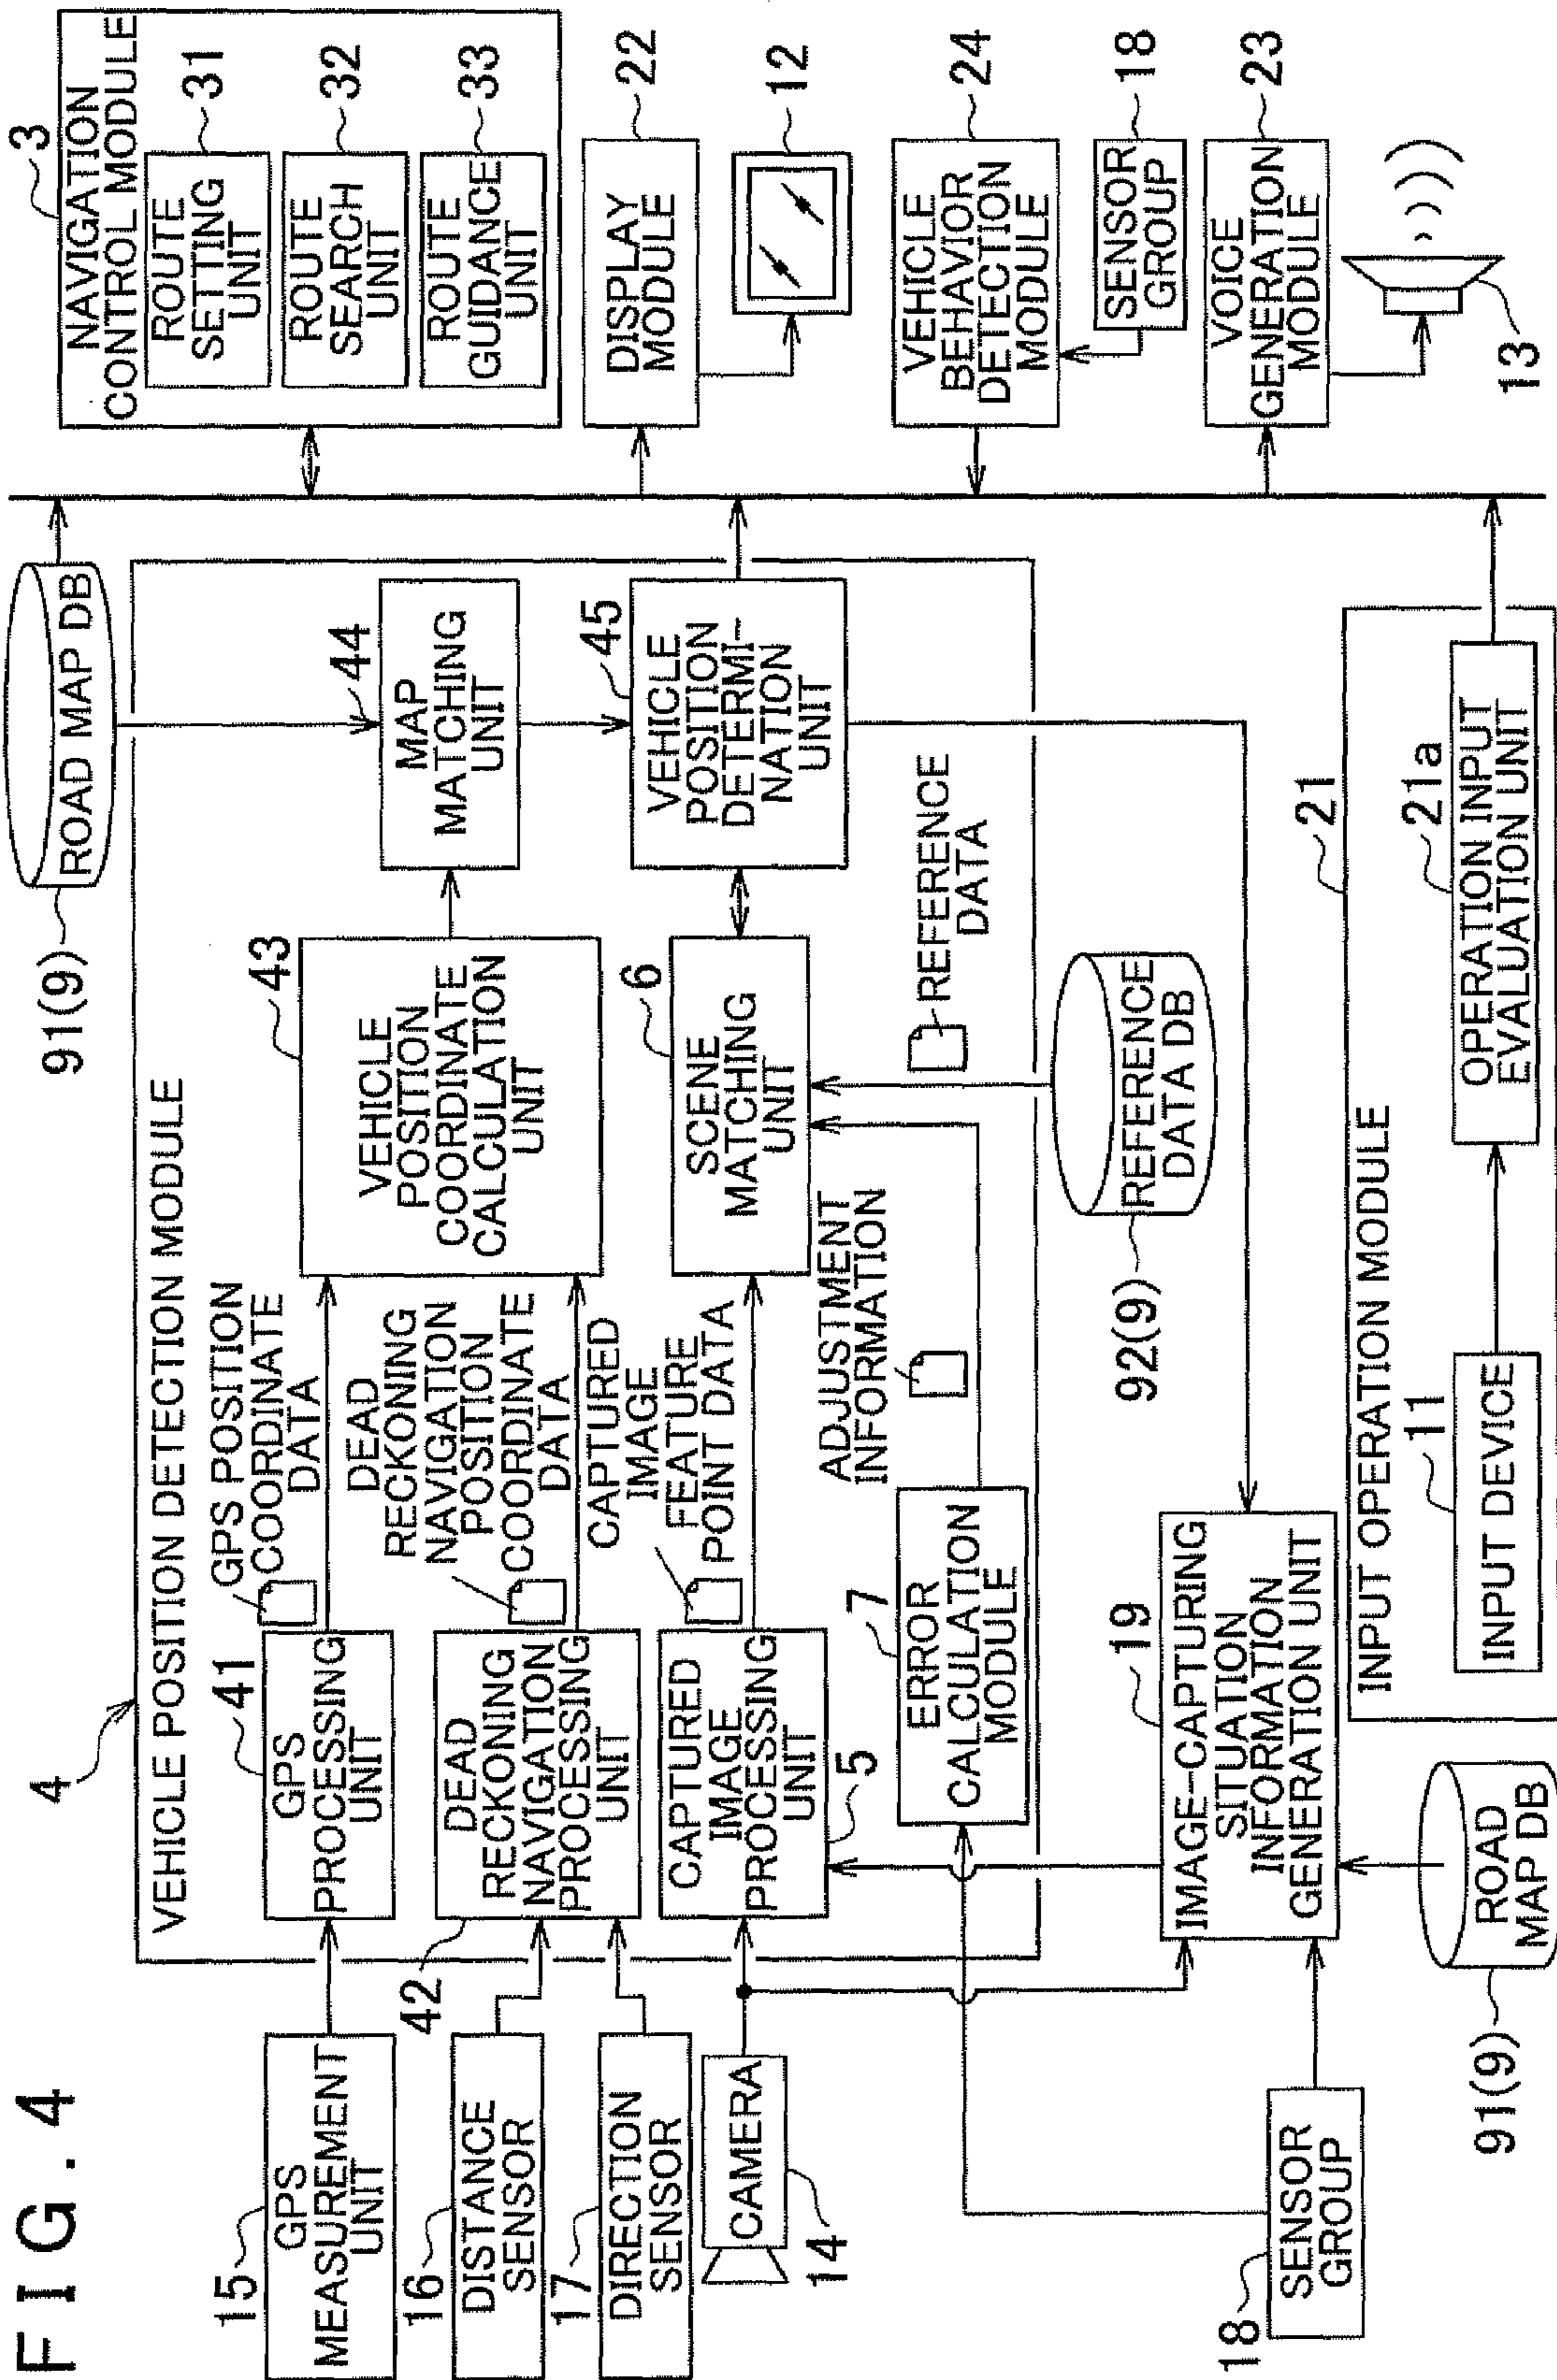 FIG. 4
4
VEHICLE POSITION DETECTION MODULE
91(9)
ROAD MAP DB
3
NAVIGATION
CONTROL MODULE
ROUTE
SETTING
UNIT
31
ROUTE
SEARCH
UNIT
32
ROUTE
GUIDANCE
UNIT
33
15
GPS
MEASUREMENT
UNIT
41
GPS
PROCESSING
UNIT
GPS POSITION
COORDINATE
DATA
43
VEHICLE
POSITION
COORDINATE
CALCULATION
UNIT
44
MAP
MATCHING
UNIT
16
DISTANCE
SENSOR
42
DEAD
RECKONING
NAVIGATION
PROCESSING
UNIT
DEAD
RECKONING
NAVIGATION
POSITION
COORDINATE
DATA
17
DIRECTION
SENSOR
CAPTURED
IMAGE
FEATURE
POINT DATA
6
SCENE
MATCHING
UNIT
45
VEHICLE
POSITION
DETERMI-
NATION
UNIT
DISPLAY
MODULE
22
12
CAMERA
14
CAPTURED
IMAGE
PROCESSING
UNIT
5
7
ERROR
CALCULATION
MODULE
ADJUSTMENT
INFORMATION
REFERENCE
DATA
VEHICLE
BEHAVIOR
DETECTION
MODULE
24
SENSOR
GROUP
18
92(9)
REFERENCE
DATA DB
19
IMAGE-CAPTURING
SITUATION
INFORMATION
GENERATION UNIT
VOICE
GENERATION
MODULE
23
13
18
SENSOR
GROUP
91(9)
ROAD
MAP DB
21
INPUT OPERATION MODULE
11
INPUT DEVICE
21a
OPERATION INPUT
EVALUATION UNIT